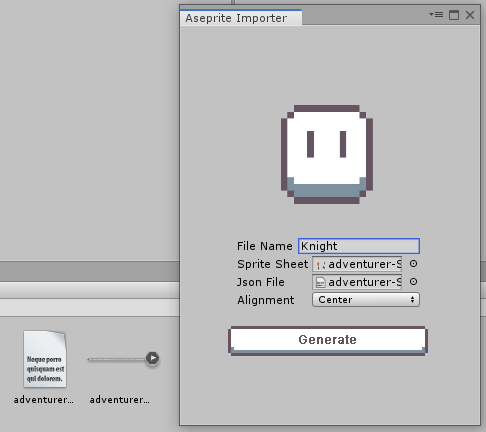 Aseprite Importer
File Name Knight
Sprite Sheet adventurer-S
Json File adventurer-S
Alignment Center
Generate
Neque porro
quisquam est
qui dolorem.
adventurer... adventurer...